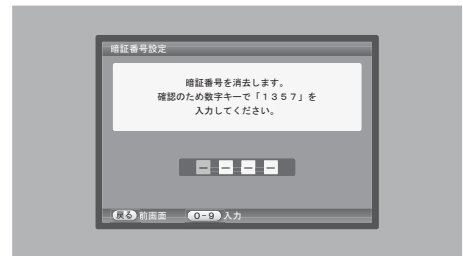 暗証番号設定
暗証番号を消去します。
確認のため数字キーで「１３５７」を
入力してください。
－ － － －
戻る 前画面 0－9 入力